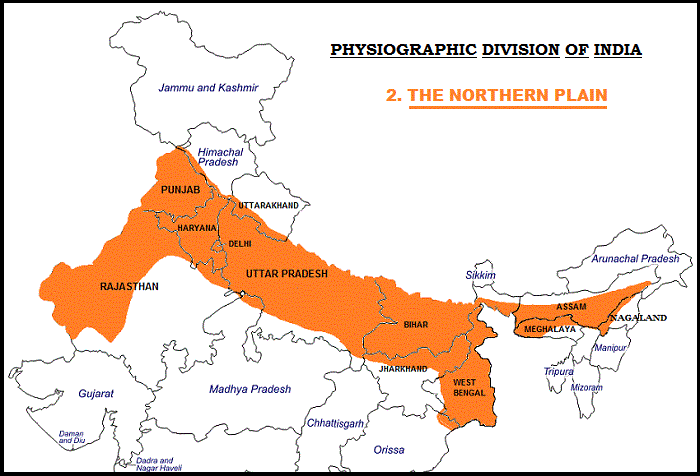 PHYSIOGRAPHIC DIVISION OF INDIA
2. THE NORTHERN PLAIN
Jammu and Kashmir
Himachal
Pradesh
PUNJAB
UTTARAKHAND
HARYANA
DELHI
UTTAR PRADESH
RAJASTHAN
Sikkim
Arunachal Pradesh
ASSAM
NAGALAND
MEGHALAYA
Manipur
BIHAR
JHARKHAND
Tripura
Mizoram
WEST
BENGAL
Gujarat
Madhya Pradesh
Chhattisgarh
Daman
and Diu
Orissa
Dadra and
Nagar Haveli